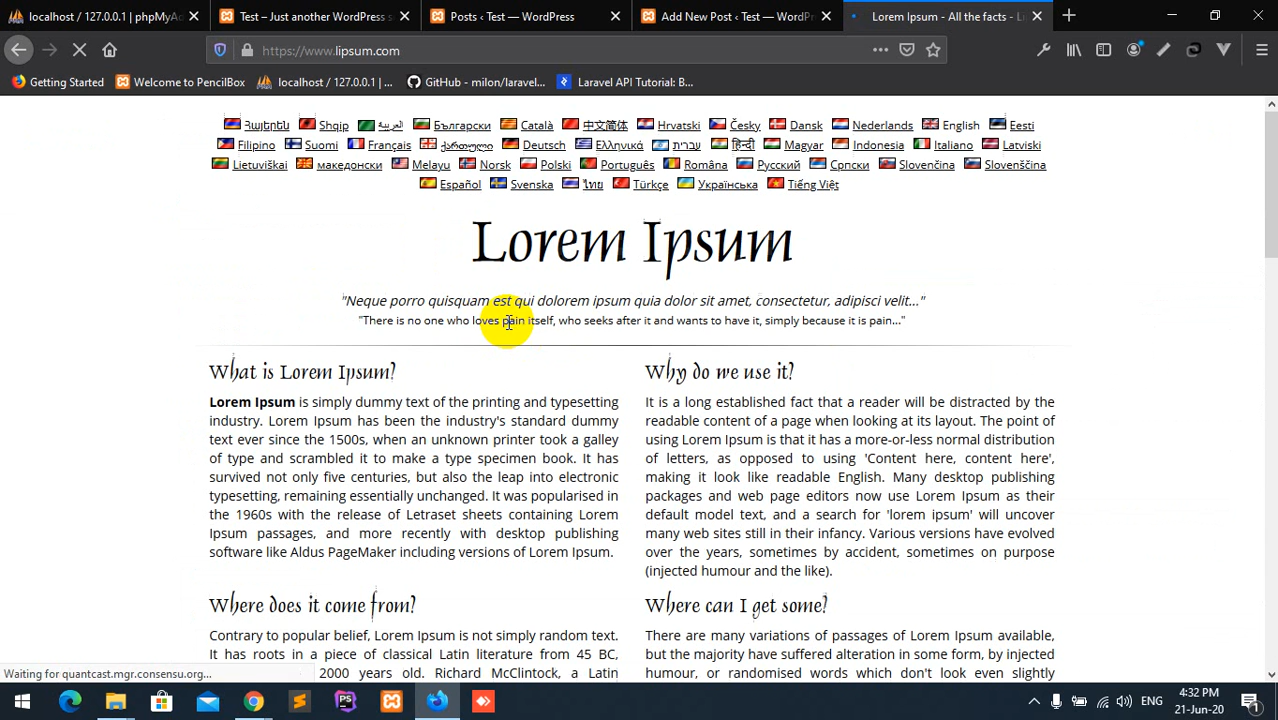 localhost / 127.0.0.1 | phpMyAd
Test – Just another WordPress s
Posts ‹ Test — WordPress
Add New Post ‹ Test — WordPr
Lorem Ipsum - All the facts - L
https://www.lipsum.com
Getting Started
Welcome to PencilBox
localhost / 127.0.0.1 | ...
GitHub - milon/laravel...
Laravel API Tutorial: B...
Հայերեն Shqip العربية Български Català 中文简体 Hrvatski Česky Dansk Nederlands English Eesti
Filipino Suomi Français ქართული Deutsch Ελληνικά עברית हिन्दी Magyar Indonesia Italiano Latviski
Lietuviškai македонски Melayu Norsk Polski Português Româna Русский Српски Slovenčina Slovenščina
Español Svenska ไทย Türkçe Українська Tiếng Việt
Lorem Ipsum
"Neque porro quisquam est qui dolorem ipsum quia dolor sit amet, consectetur, adipisci velit..."
"There is no one who loves pain itself, who seeks after it and wants to have it, simply because it is pain..."
What is Lorem Ipsum?
Lorem Ipsum is simply dummy text of the printing and typesetting
industry. Lorem Ipsum has been the industry's standard dummy
text ever since the 1500s, when an unknown printer took a galley
of type and scrambled it to make a type specimen book. It has
survived not only five centuries, but also the leap into electronic
typesetting, remaining essentially unchanged. It was popularised in
the 1960s with the release of Letraset sheets containing Lorem
Ipsum passages, and more recently with desktop publishing
software like Aldus PageMaker including versions of Lorem Ipsum.
Why do we use it?
It is a long established fact that a reader will be distracted by the
readable content of a page when looking at its layout. The point of
using Lorem Ipsum is that it has a more-or-less normal distribution
of letters, as opposed to using 'Content here, content here',
making it look like readable English. Many desktop publishing
packages and web page editors now use Lorem Ipsum as their
default model text, and a search for 'lorem ipsum' will uncover
many web sites still in their infancy. Various versions have evolved
over the years, sometimes by accident, sometimes on purpose
(injected humour and the like).
Where does it come from?
Contrary to popular belief, Lorem Ipsum is not simply random text.
It has roots in a piece of classical Latin literature from 45 BC,
2000 years old. Richard McClintock, a Latin
Where can I get some?
There are many variations of passages of Lorem Ipsum available,
but the majority have suffered alteration in some form, by injected
humour, or randomised words which don't look even slightly
Waiting for quantcast.mgr.consensu.org...
ENG
4:32 PM
21-Jun-20